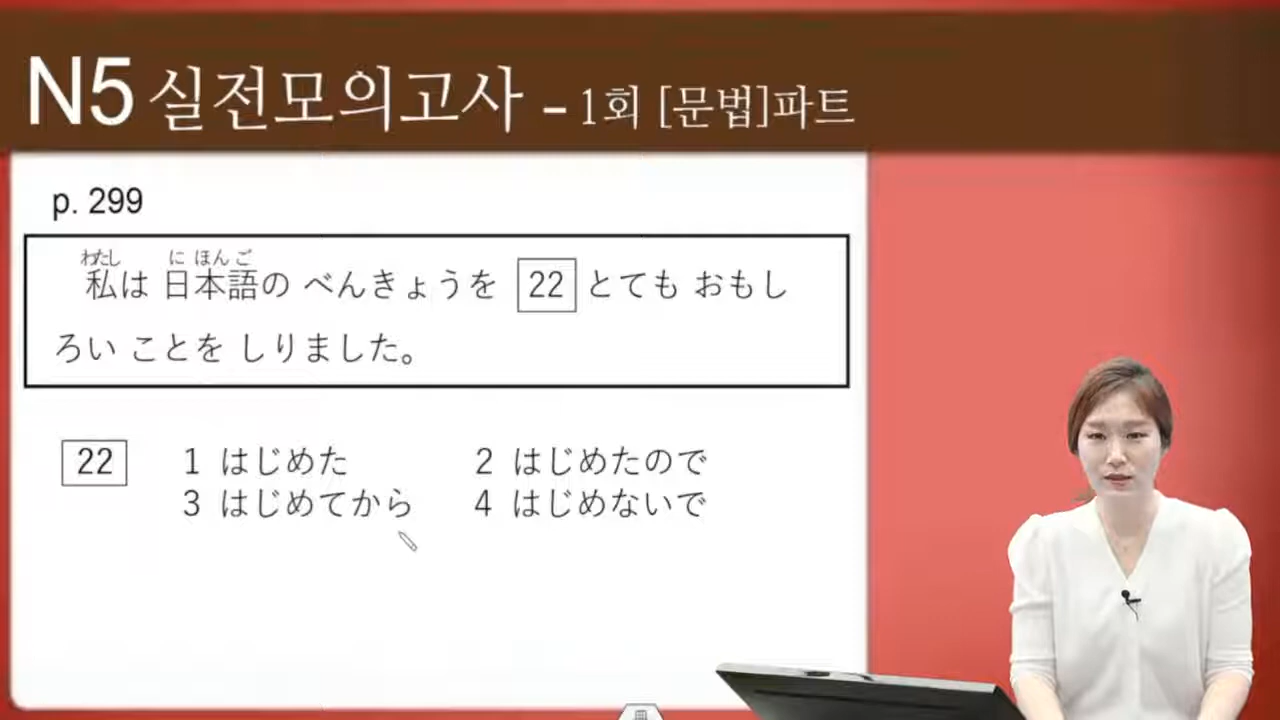 N5 실전모의고사 – 1회 [문법]파트
p. 299
わたし にほんご
私は 日本語の べんきょうを 22 とても おもし
ろい ことを しりました。
22 1 はじめた 2 はじめたので
3 はじめてから 4 はじめないで